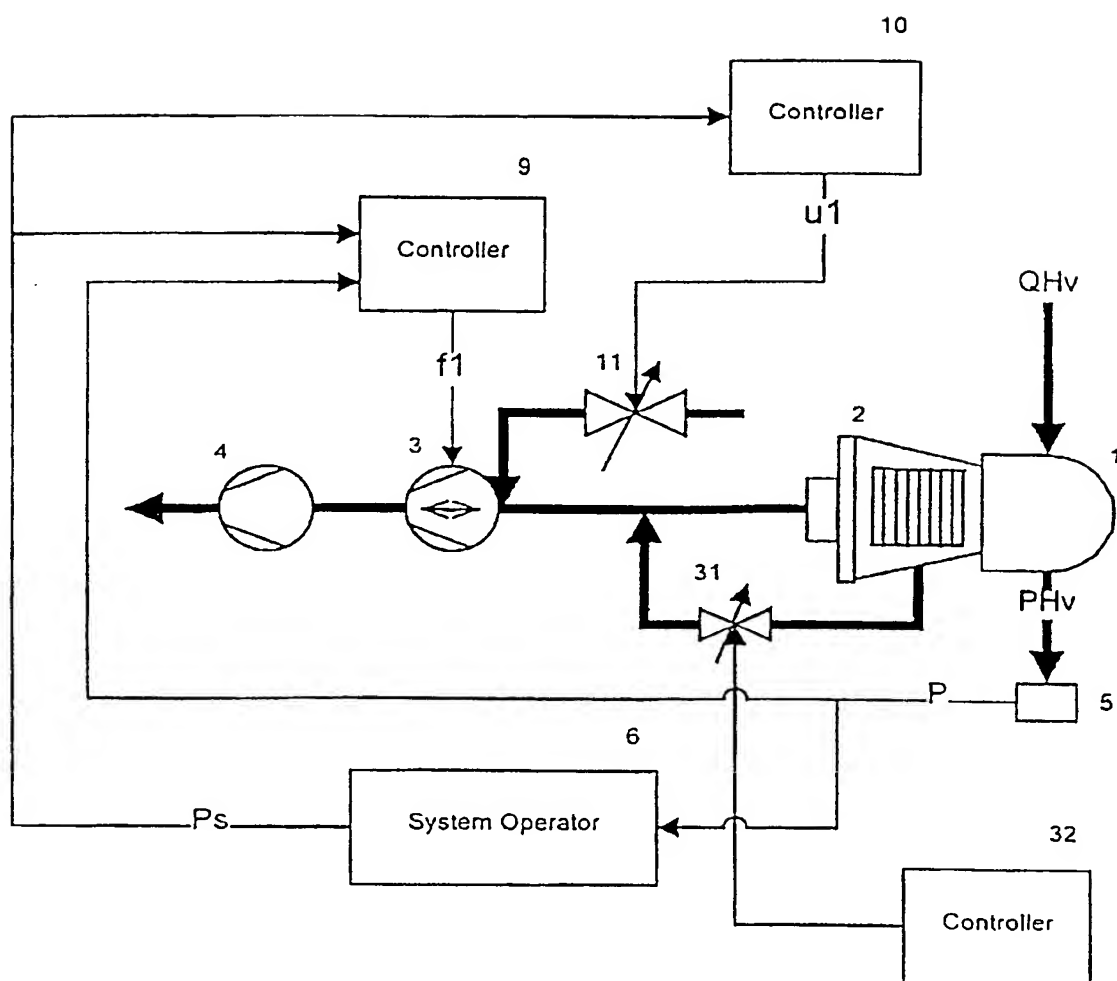 10
Controller
9
u1
Controller
QHv
f1
11
2
3
4
1
31
PHv
P
5
6
Ps
System Operator
32
Controller